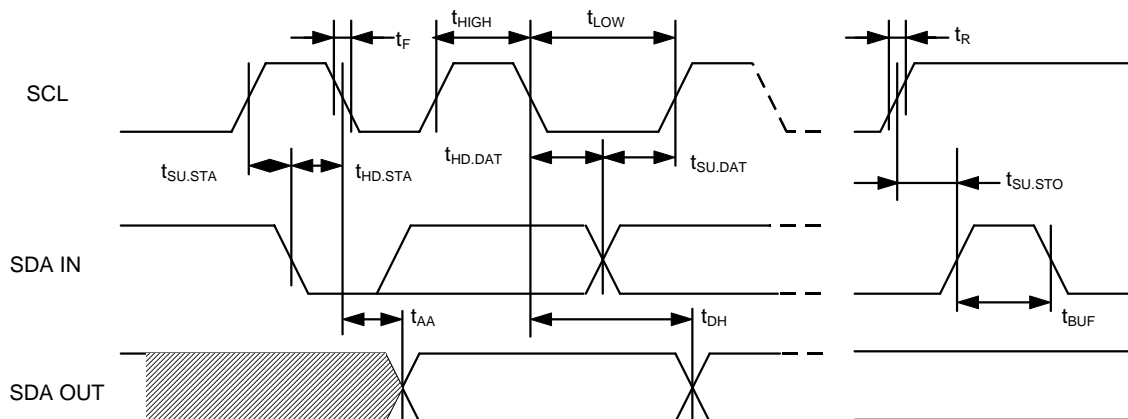 tHIGH
tLOW
tF
tR
SCL
tHD.DAT
tSU.STA
tHD.STA
tSU.DAT
tSU.STO
SDA IN
tAA
tDH
tBUF
SDA OUT